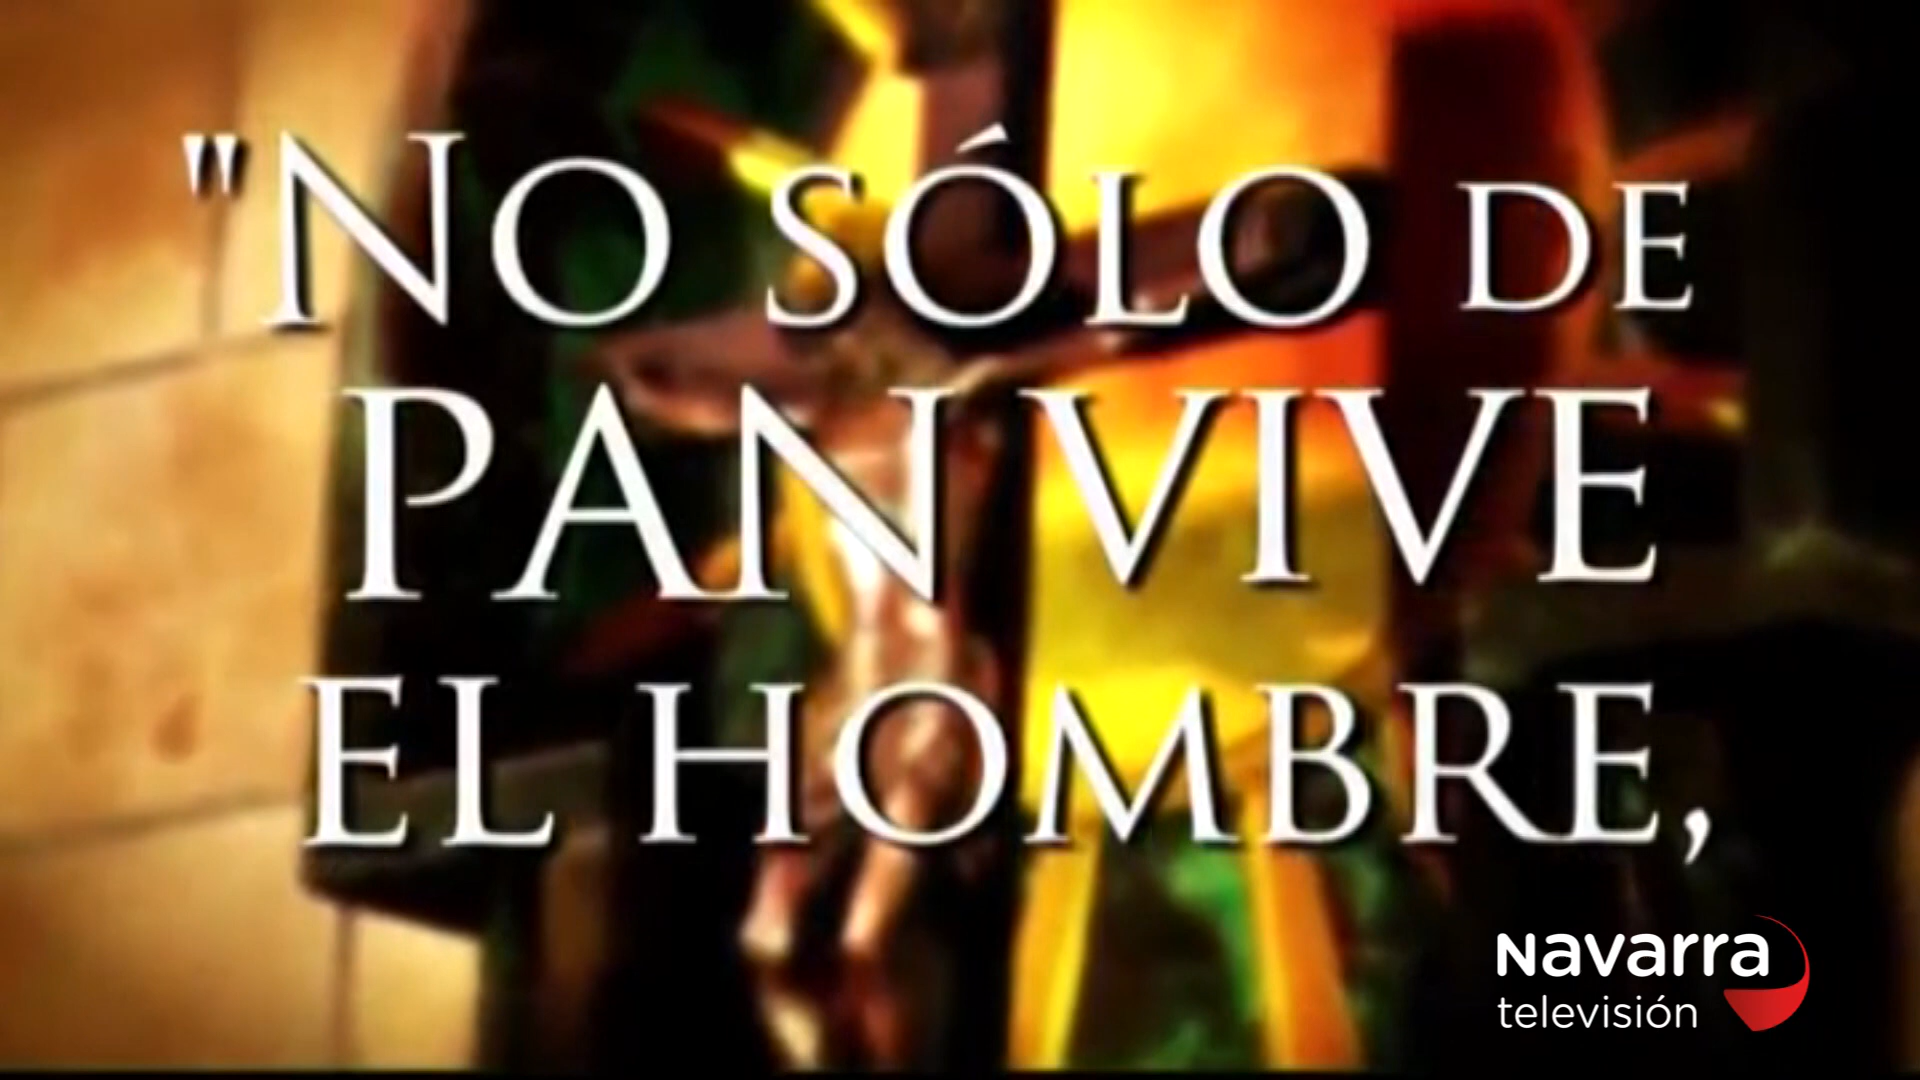 "No sólo de
pan vive
el hombre,
Navarra
televisión